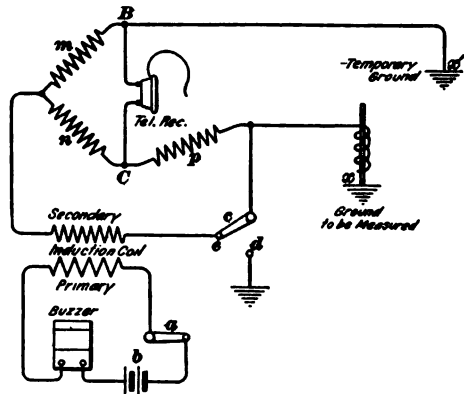 B
m
-Temporary
Ground
Tel. Rec.
n
C
p
Secondary
c
e
d
Ground
to be Measured
Induction Coil
Primary
Buzzer
a
b